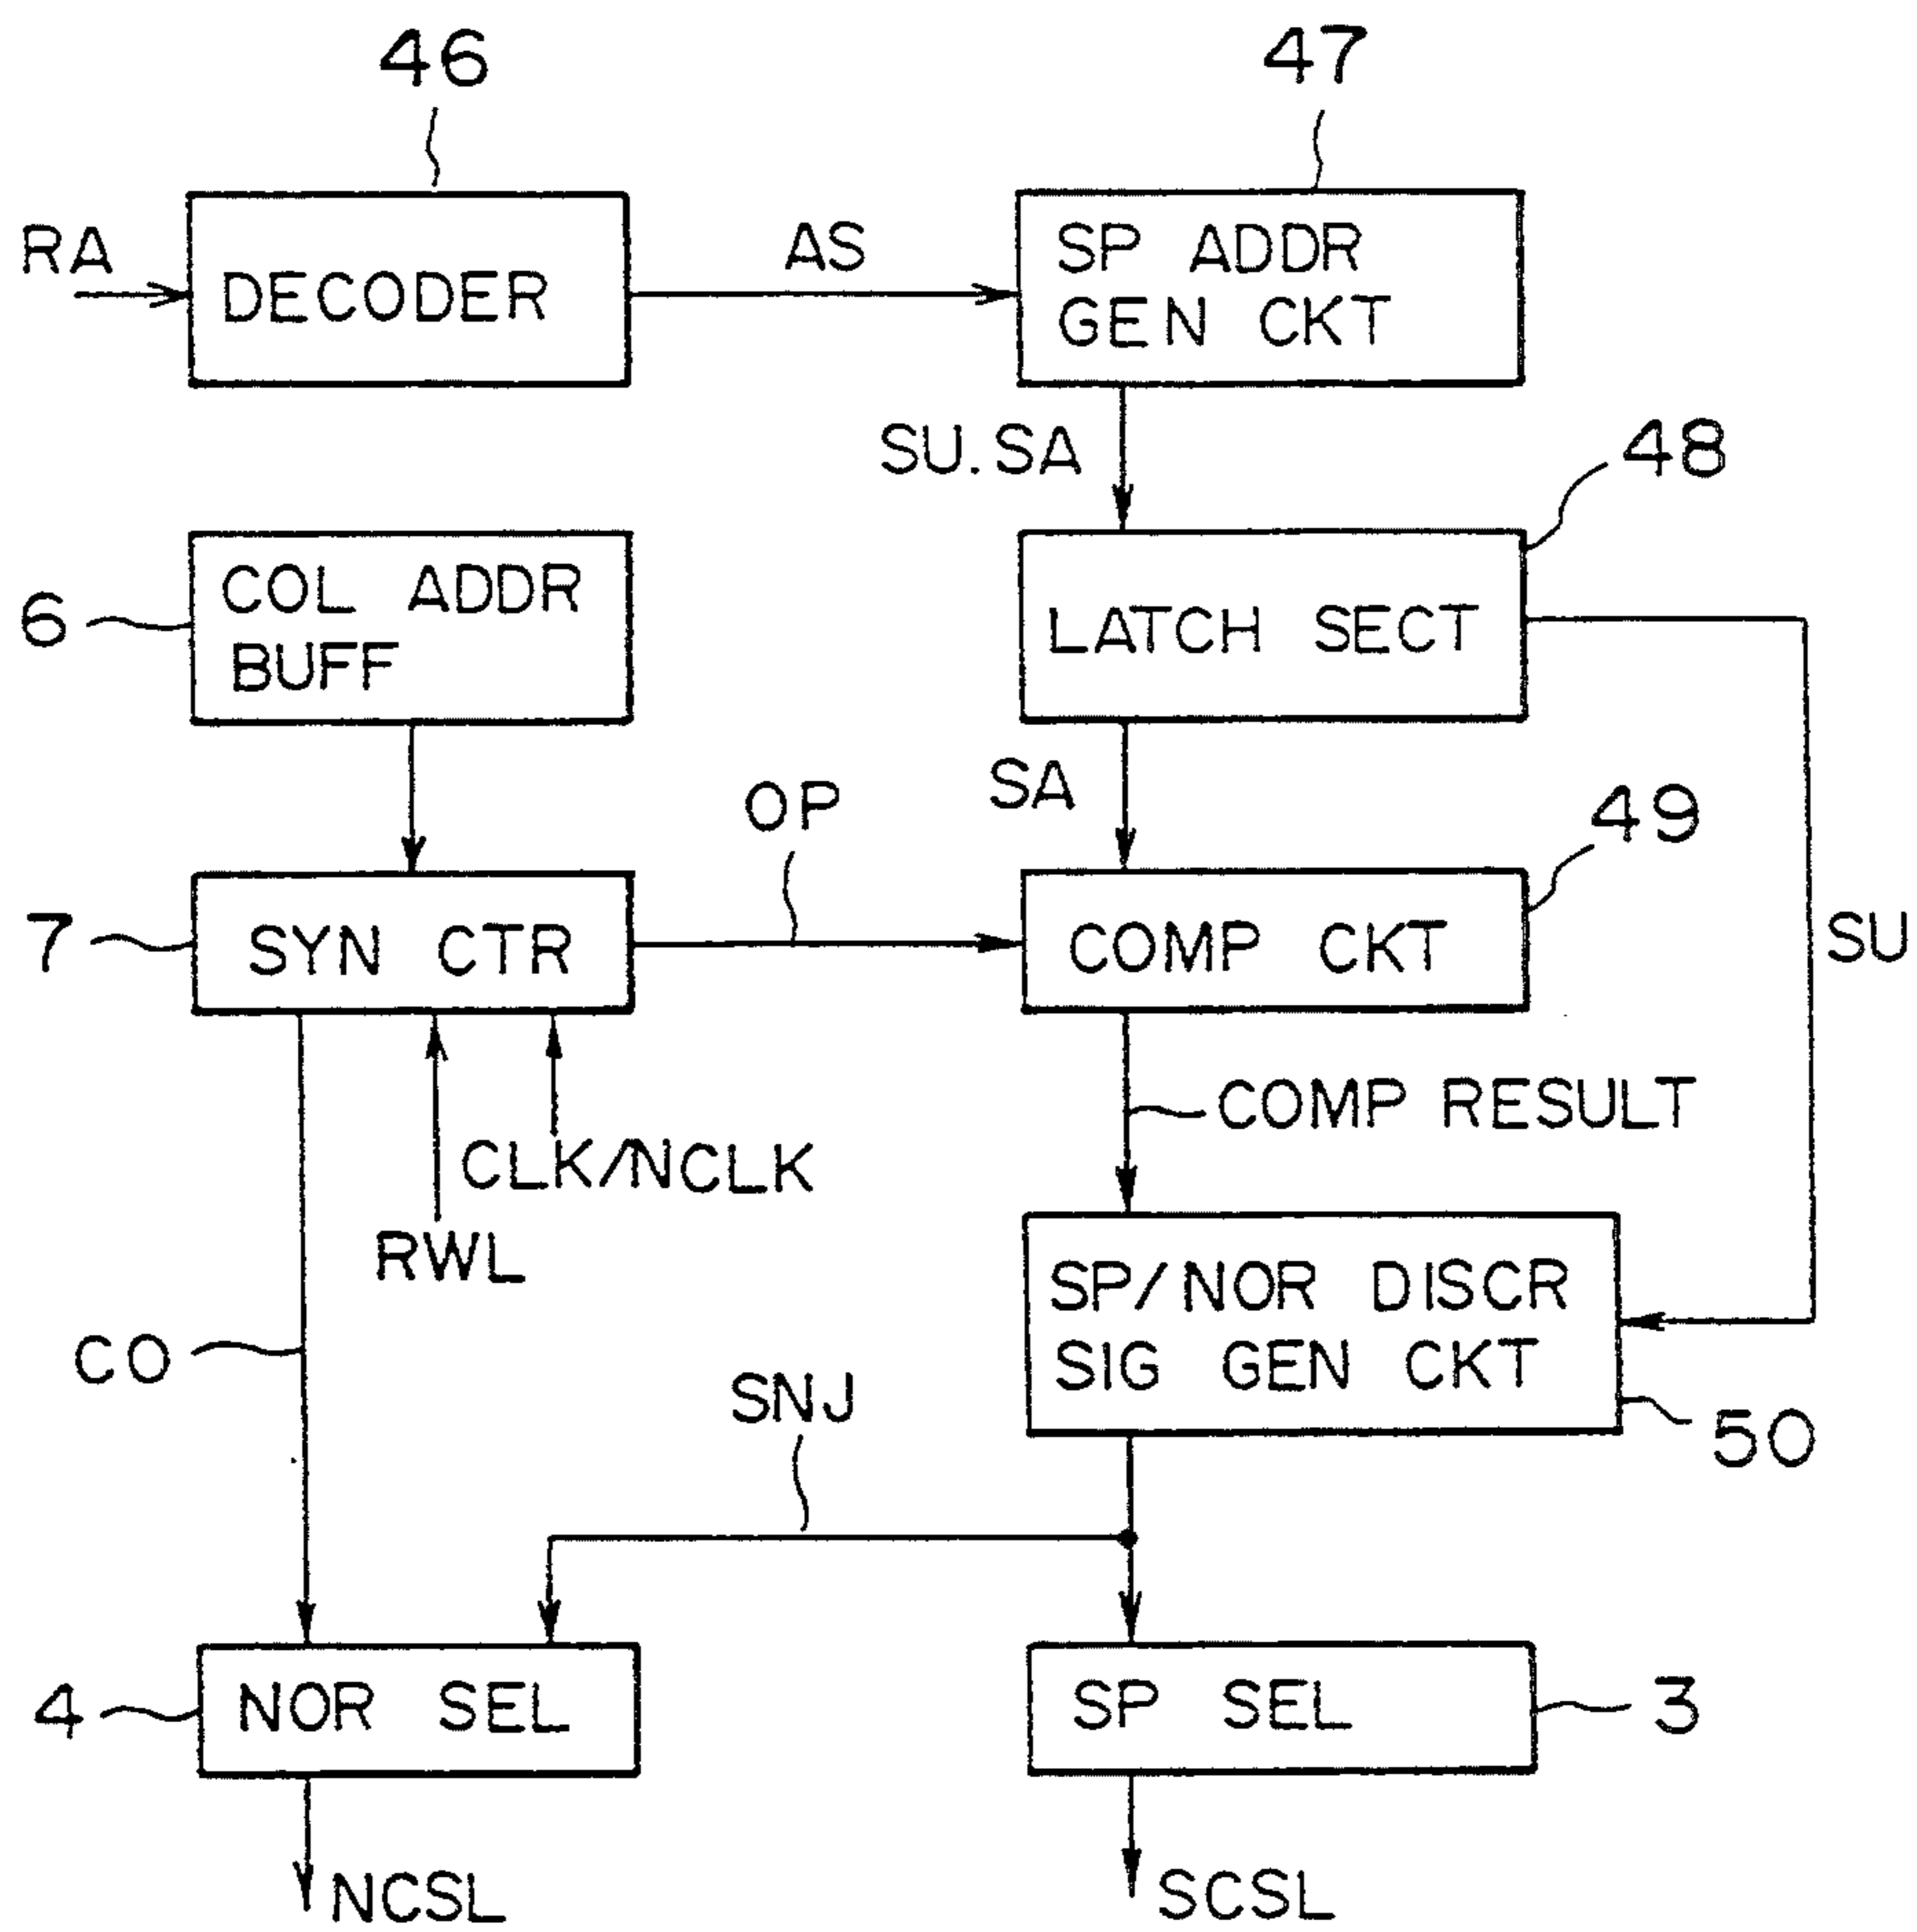 46
47
RA
DECODER
AS
SP ADDR
GEN CKT
SU.SA
48
6
COL ADDR
BUFF
LATCH SECT
SA
OP
49
7
SYN CTR
COMP CKT
SU
COMP RESULT
CLK/NCLK
RWL
SP/NOR DISCR
SIG GEN CKT
CO
SNJ
50
4
NOR SEL
SP SEL
3
NCSL
SCSL